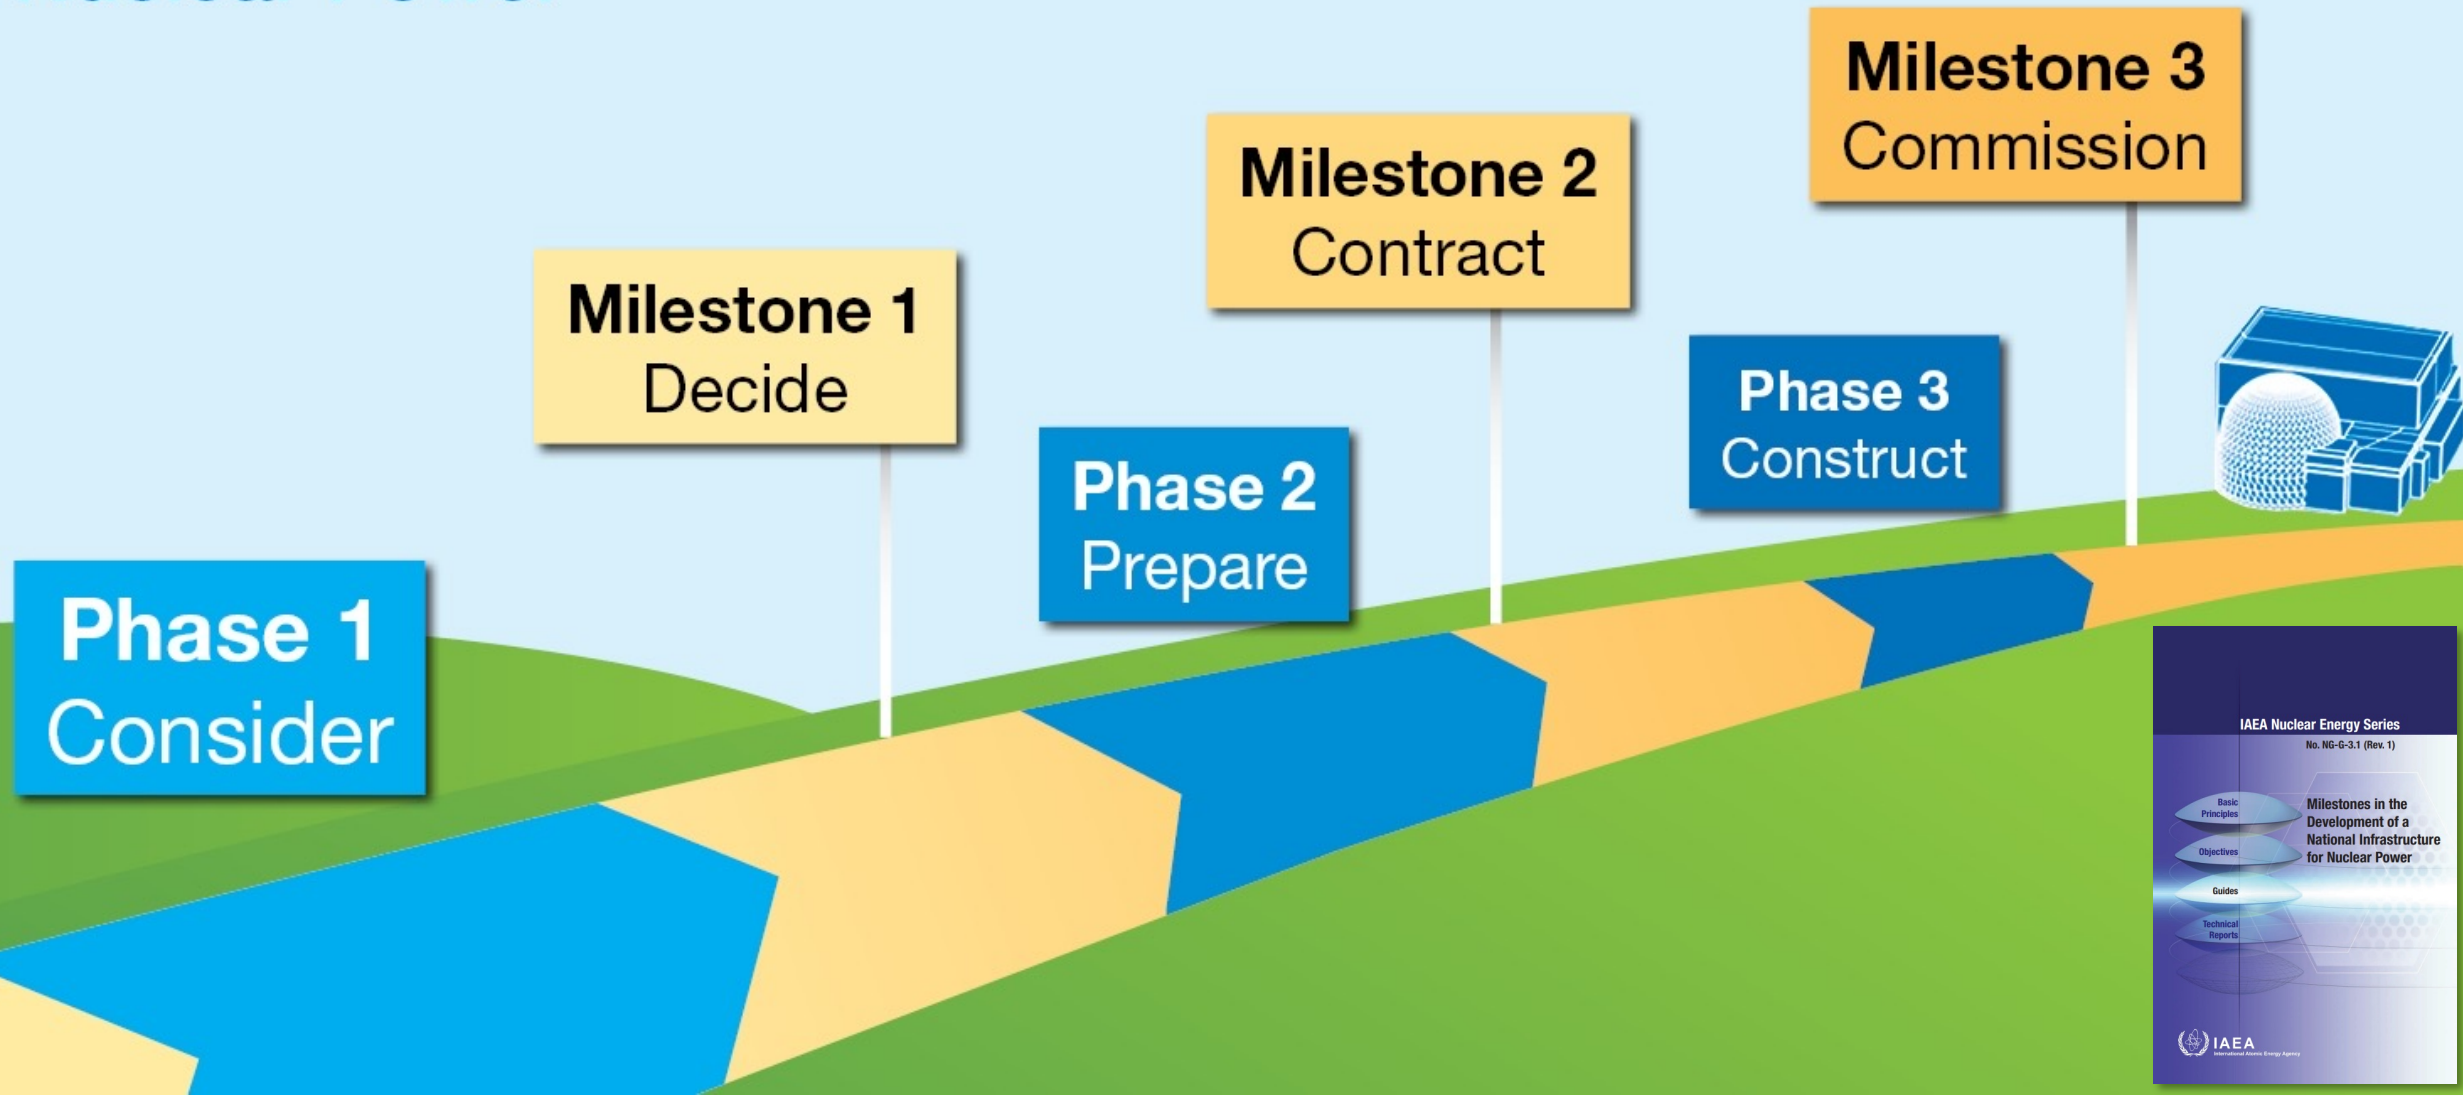 Nuclear Power
Milestone 3
Commission
Milestone 2
Contract
Milestone 1
Decide
Phase 3
Construct
Phase 2
Prepare
Phase 1
Consider
IAEA Nuclear Energy Series
No. NG-G-3.1 (Rev. 1)
Basic
Principles
Milestones in the
Development of a
National Infrastructure
for Nuclear Power
Objectives
Guides
Technical
Reports
IAEA
International Atomic Energy Agency